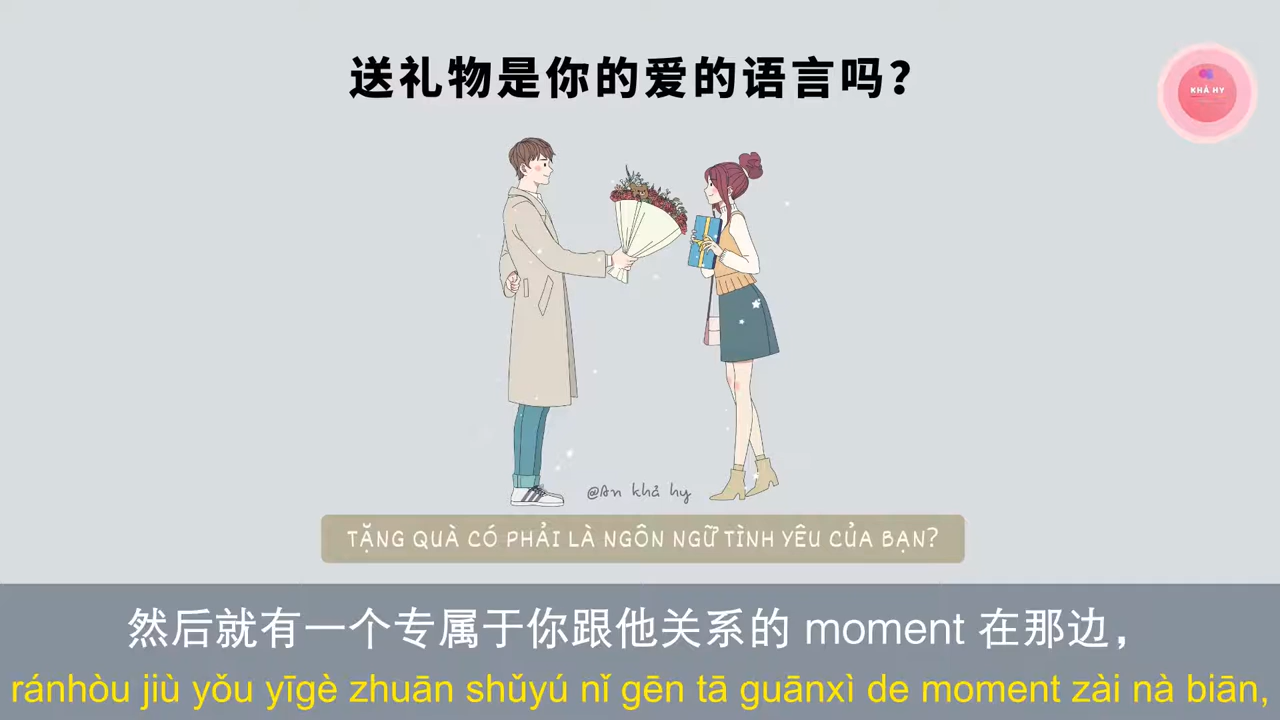 送礼物是你的爱的语言吗？
KHẢ HY
@An khả hy
TẶNG QUÀ CÓ PHẢI LÀ NGÔN NGỮ TÌNH YÊU CỦA BẠN?
然后就有一个专属于你跟他关系的 moment 在那边，
ránhòu jiù yǒu yīgè zhuān shǔyú nǐ gēn tā guānxì de moment zài nà biān,